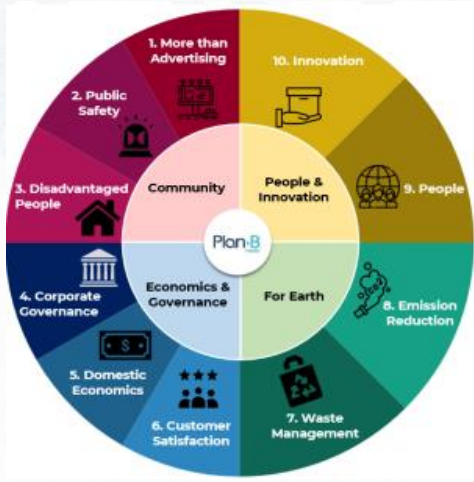 1. More than
Advertising
2. Public
Safety
3. Disadvantaged
People
4. Corporate
Governance
5. Domestic
Economics
6. Customer
Satisfaction
7. Waste
Management
8. Emission
Reduction
9. People
10. Innovation
Community
People &
Innovation
Economics &
Governance
For Earth
Plan·B
$